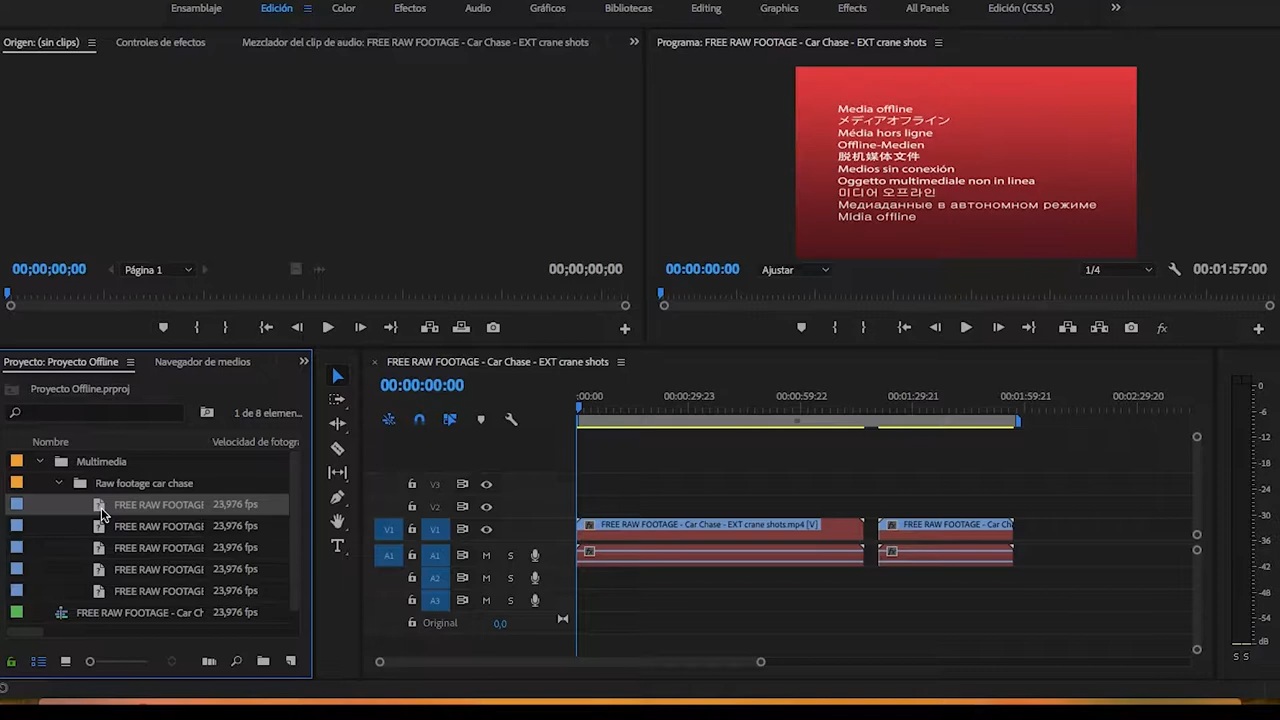 Ensamblaje Edición Color Efectos Audio Gráficos Bibliotecas Editing Graphics Effects All Panels Edición (CS5.5)
Origen: (sin clips) Controles de efectos Mezclador del clip de audio: FREE RAW FOOTAGE - Car Chase - EXT crane shots
Programa: FREE RAW FOOTAGE - Car Chase - EXT crane shots
Media offline
メディアオフライン
Média hors ligne
Offline-Medien
脱机媒体文件
Medios sin conexión
Oggetto multimediale non in linea
미디어 오프라인
Медиаданные в автономном режиме
Mídia offline
00;00;00;00 Página 1 00;00;00;00
00:00:00:00 Ajustar 1/4 00:01:57:00
fx
Proyecto: Proyecto Offline Navegador de medios
Proyecto Offline.prproj
1 de 8 elemen...
Nombre Velocidad de fotogra
Multimedia
Raw footage car chase
FREE RAW FOOTAGE 23,976 fps
FREE RAW FOOTAGE 23,976 fps
FREE RAW FOOTAGE 23,976 fps
FREE RAW FOOTAGE 23,976 fps
FREE RAW FOOTAGE 23,976 fps
FREE RAW FOOTAGE - Car Ch 23,976 fps
FREE RAW FOOTAGE - Car Chase - EXT crane shots
00:00:00:00
:00:00 00:00:29:23 00:00:59:22 00:01:29:21 00:01:59:21 00:02:29:20
V3
V2
V1 V1 FREE RAW FOOTAGE - Car Chase - EXT crane shots.mp4 [V] FREE RAW FOOTAGE - Car Ch
A1 A1 M S
A2 M S
A3 M S
Original 0,0
0
-6
-12
-18
-24
-30
-36
-42
-48
-54
S S